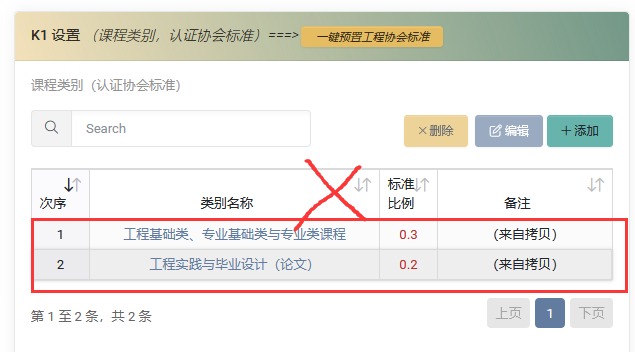 K1 设置 （课程类别，认证协会标准）===> 一键预置工程协会标准
课程类别（认证协会标准）
Search ×删除 编辑 +添加
次序 类别名称 标准比例 备注
1 工程基础类、专业基础类与专业类课程 0.3 （来自拷贝）
2 工程实践与毕业设计（论文） 0.2 （来自拷贝）
第 1 至 2 条，共 2 条 上页 1 下页